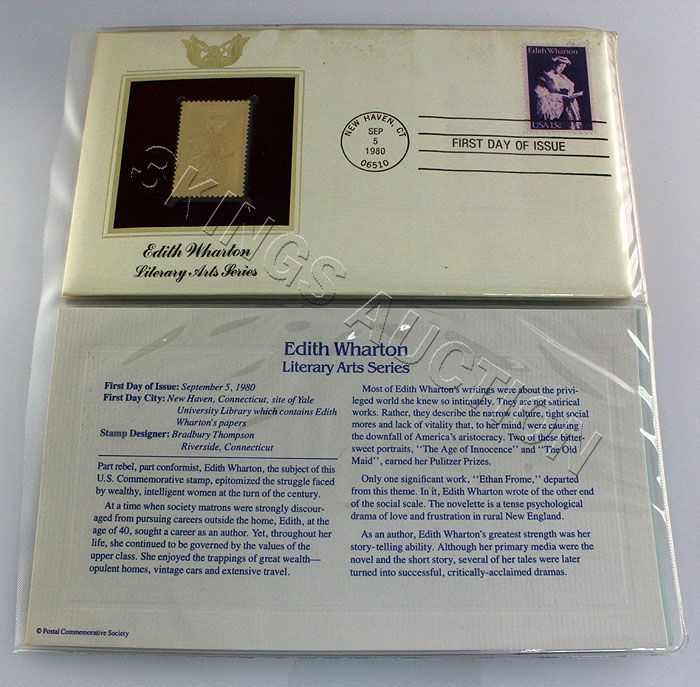 Edith Wharton
USA 15c
NEW HAVEN, CT
SEP
5
1980
06510
FIRST DAY OF ISSUE
Edith Wharton
Literary Arts Series
KINGS AUCTION
Edith Wharton
Literary Arts Series
First Day of Issue: September 5, 1980
First Day City: New Haven, Connecticut, site of Yale
University Library which contains Edith
Wharton's papers
Stamp Designer: Bradbury Thompson
Riverside, Connecticut
Part rebel, part conformist, Edith Wharton, the subject of this
U.S. Commemorative stamp, epitomized the struggle faced
by wealthy, intelligent women at the turn of the century.
At a time when society matrons were strongly discour-
aged from pursuing careers outside the home, Edith, at the
age of 40, sought a career as an author. Yet, throughout her
life, she continued to be governed by the values of the
upper class. She enjoyed the trappings of great wealth—
opulent homes, vintage cars and extensive travel.
Most of Edith Wharton's writings were about the privi-
leged world she knew so intimately. They are not satirical
works. Rather, they describe the narrow culture, tight social
mores and lack of vitality that, to her mind, were causing
the downfall of America's aristocracy. Two of these bitter-
sweet portraits, "The Age of Innocence" and "The Old
Maid", earned her Pulitzer Prizes.
Only one significant work, "Ethan Frome," departed
from this theme. In it, Edith Wharton wrote of the other end
of the social scale. The novelette is a tense psychological
drama of love and frustration in rural New England.
As an author, Edith Wharton's greatest strength was her
story-telling ability. Although her primary media were the
novel and the short story, several of her tales were later
turned into successful, critically-acclaimed dramas.
© Postal Commemorative Society